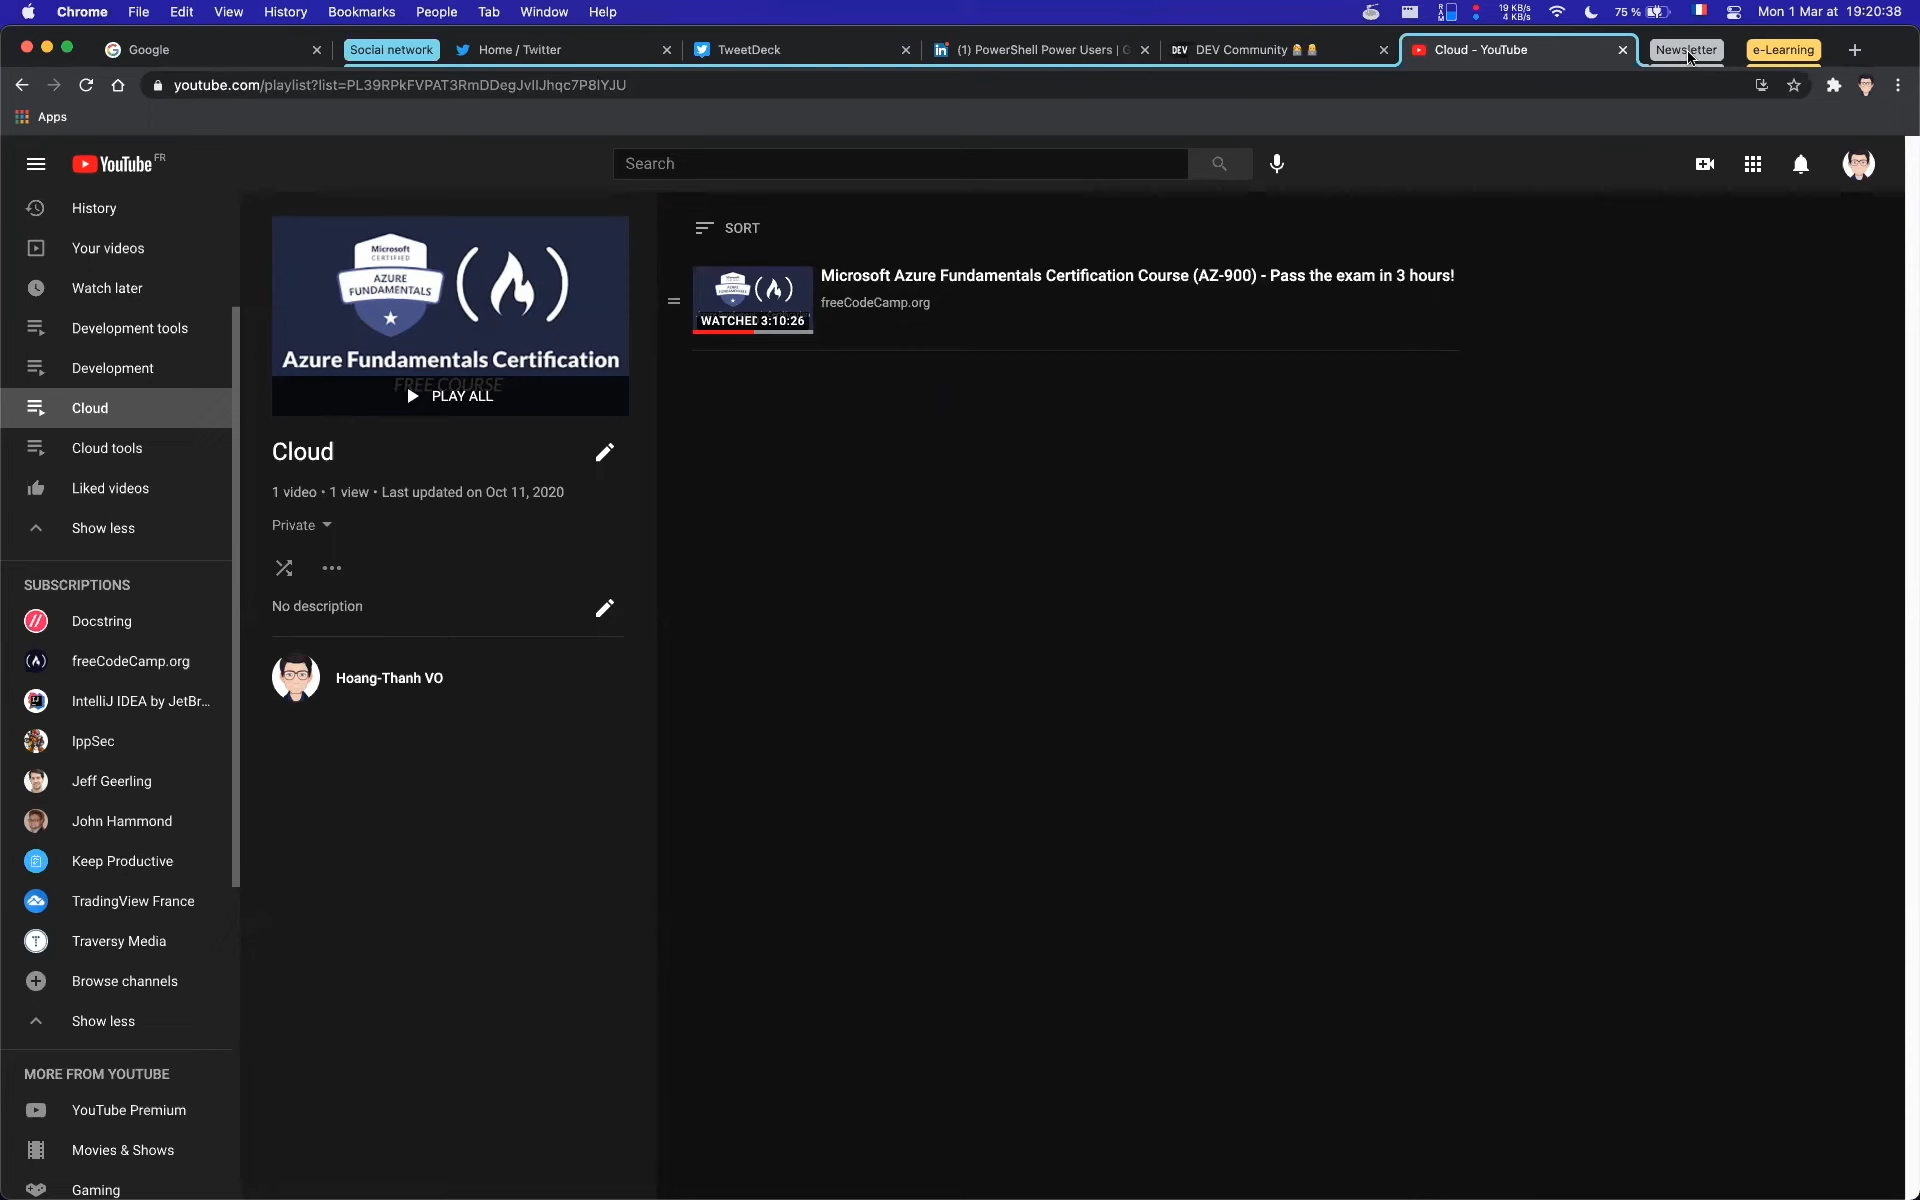 Chrome File Edit View History Bookmarks People Tab Window Help
19 KB/s
4 KB/s
75 %
Mon 1 Mar at 19:20:38
Google
Social network
Home / Twitter
TweetDeck
(1) PowerShell Power Users | G
DEV Community
Cloud - YouTube
Newsletter
e-Learning
youtube.com/playlist?list=PL39RPkFVPAT3RmDDegJvIlJhqc7P8IYJU
Apps
YouTube FR
Search
History
Your videos
Watch later
Development tools
Development
Cloud
Cloud tools
Liked videos
Show less
SUBSCRIPTIONS
Docstring
freeCodeCamp.org
IntelliJ IDEA by JetBr...
IppSec
Jeff Geerling
John Hammond
Keep Productive
TradingView France
Traversy Media
Browse channels
Show less
MORE FROM YOUTUBE
YouTube Premium
Movies & Shows
Gaming
Microsoft
CERTIFIED
AZURE
FUNDAMENTALS
Azure Fundamentals Certification
FREE COURSE
PLAY ALL
Cloud
1 video • 1 view • Last updated on Oct 11, 2020
Private
No description
Hoang-Thanh VO
SORT
WATCHED 3:10:26
Microsoft Azure Fundamentals Certification Course (AZ-900) - Pass the exam in 3 hours!
freeCodeCamp.org